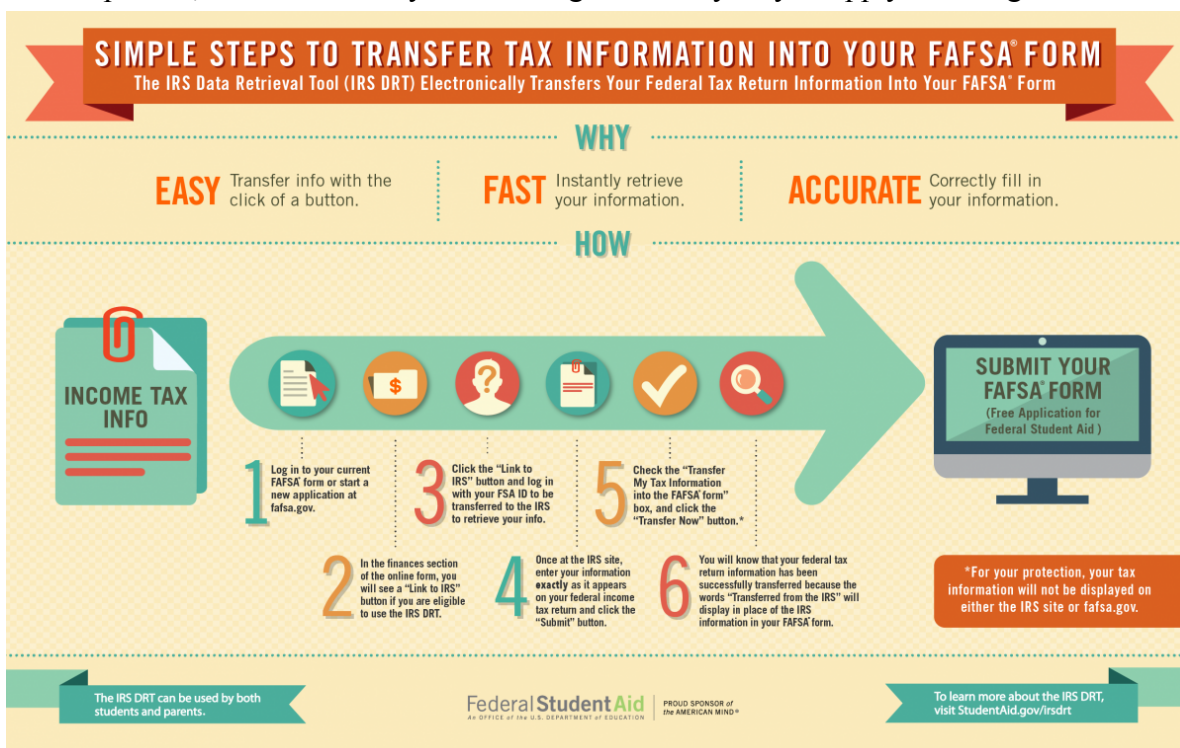 SIMPLE STEPS TO TRANSFER TAX INFORMATION INTO YOUR FAFSA® FORM
The IRS Data Retrieval Tool (IRS DRT) Electronically Transfers Your Federal Tax Return Information Into Your FAFSA® Form
WHY
EASY Transfer info with the
click of a button.
FAST Instantly retrieve
your information.
ACCURATE Correctly fill in
your information.
HOW
INCOME TAX
INFO
$
?
1
Log in to your current
FAFSA® form or start a
new application at
fafsa.gov.
2
In the finances section
of the online form, you
will see a “Link to IRS”
button if you are eligible
to use the IRS DRT.
3
Click the “Link to
IRS” button and log in
with your FSA ID to be
transferred to the IRS
to retrieve your info.
4
Once at the IRS site,
enter your information
exactly as it appears
on your federal income
tax return and click the
“Submit” button.
5
Check the “Transfer
My Tax Information
into the FAFSA® form”
box, and click the
“Transfer Now” button.*
6
You will know that your federal tax
return information has been
successfully transferred because the
words “Transferred from the IRS” will
display in place of the IRS
information in your FAFSA® form.
SUBMIT YOUR
FAFSA® FORM
(Free Application for
Federal Student Aid )
*For your protection, your tax
information will not be displayed on
either the IRS site or fafsa.gov.
The IRS DRT can be used by both
students and parents.
Federal Student Aid
An OFFICE of the U.S. DEPARTMENT of EDUCATION
PROUD SPONSOR of
the AMERICAN MIND®
To learn more about the IRS DRT,
visit StudentAid.gov/irsdrt